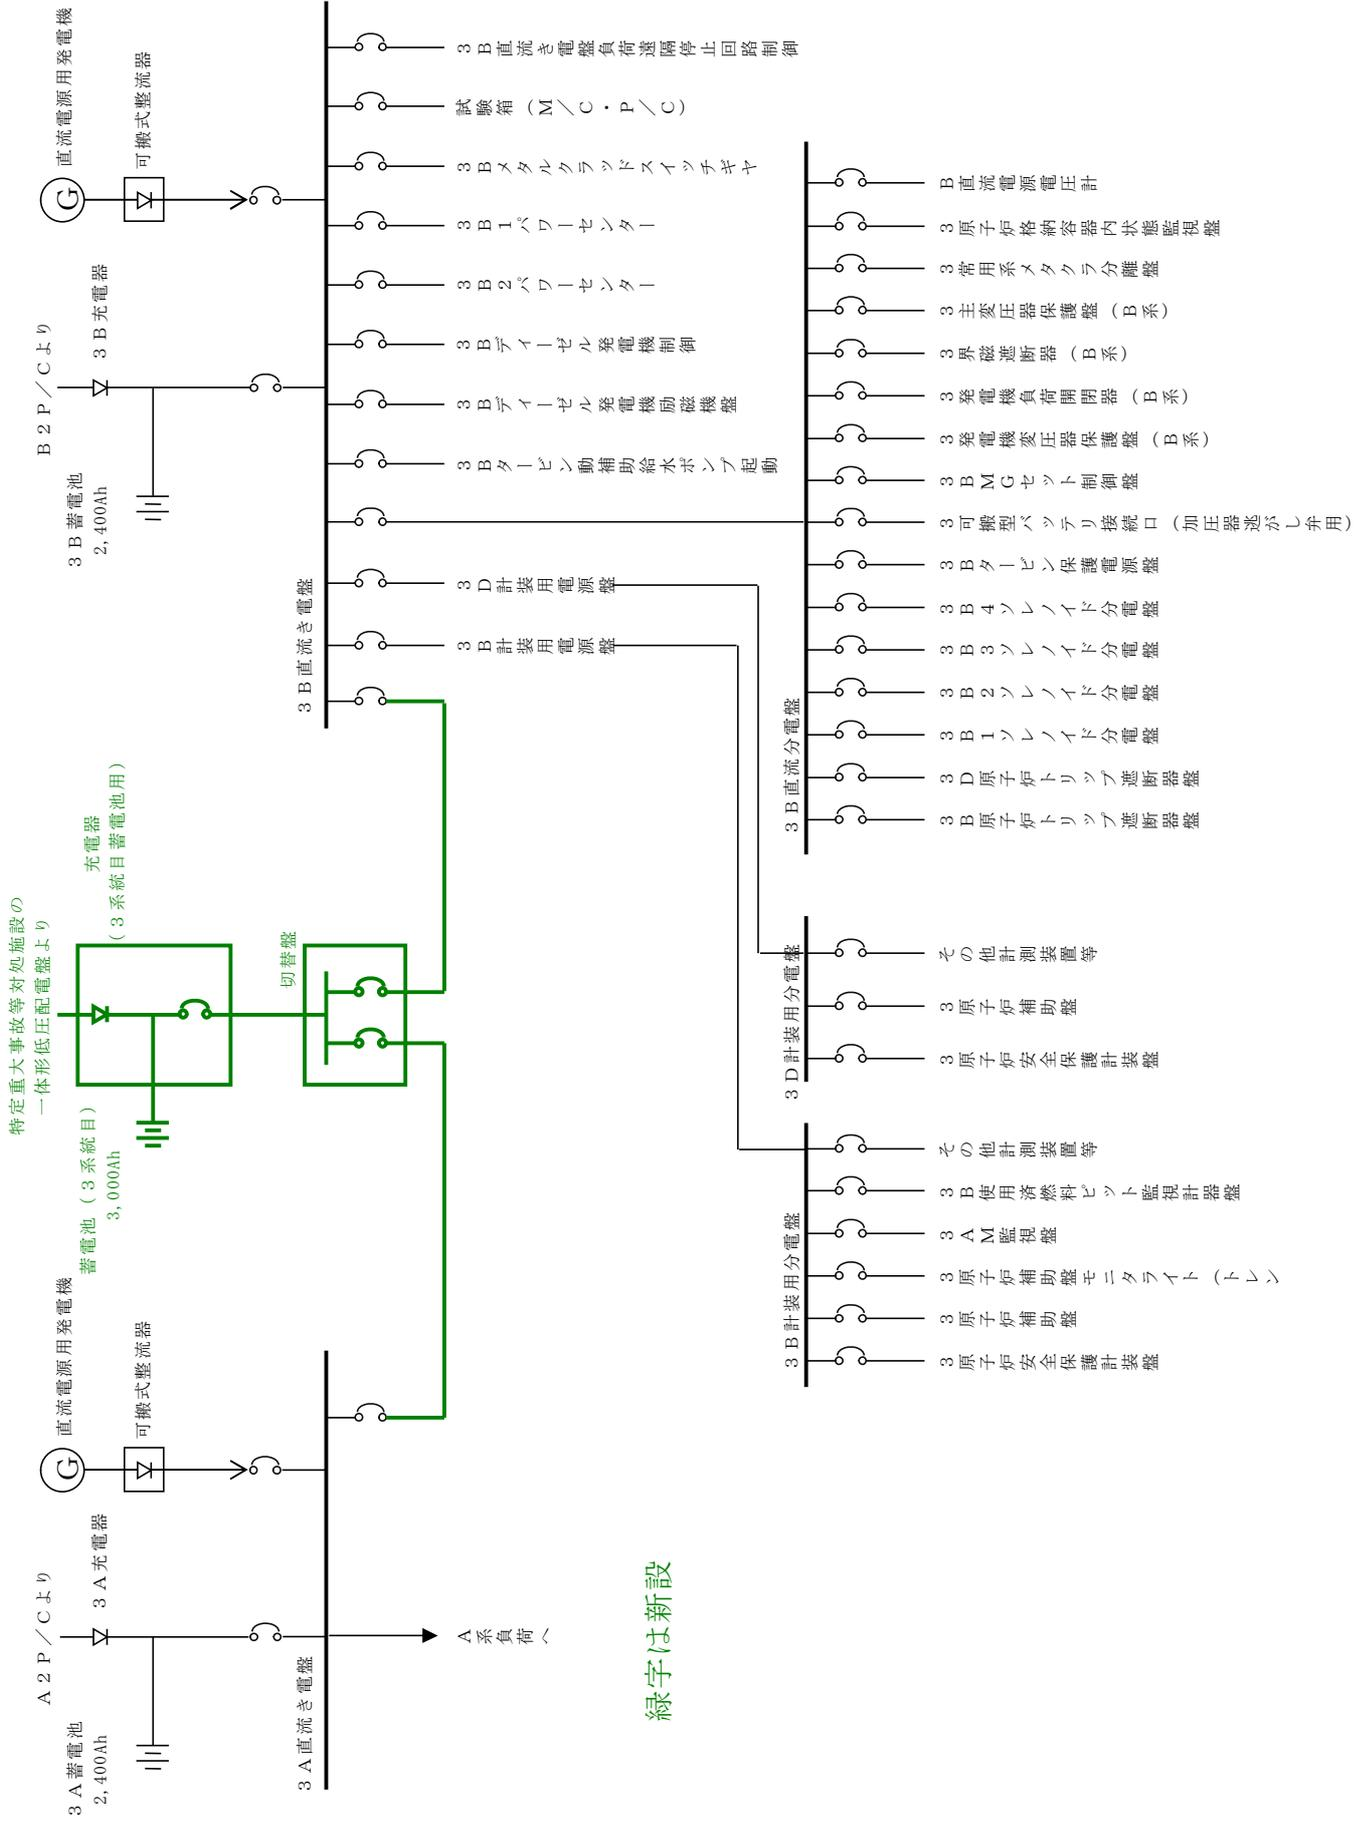 A2P／Cより
3A充電器
3A蓄電池
2,400Ah
直流電源用発電機
G
可搬式整流器
3A直流き電盤
A系負荷へ
特定重大事故等対処施設の
一体形低圧配電盤より
充電器
（3系統目蓄電池用）
蓄電池（3系統目）
3,000Ah
切替盤
B2P／Cより
3B充電器
3B蓄電池
2,400Ah
直流電源用発電機
G
可搬式整流器
3B直流き電盤
3B計装用電源盤
3D計装用電源盤
3Bタービン動補助給水ポンプ起動
3Bディーゼル発電機励磁機盤
3Bディーゼル発電機制御
3B2パワーセンター
3B1パワーセンター
3Bメタルクラッドスイッチギヤ
試験箱（M／C・P／C）
3B直流き電盤負荷遠隔停止回路制御
3B計装用分電盤
3原子炉安全保護計装盤
3原子炉補助盤
3原子炉補助盤モニタライト（トレン
3AM監視盤
3B使用済燃料ピット監視計器盤
その他計測装置等
3D計装用分電盤
3原子炉安全保護計装盤
3原子炉補助盤
その他計測装置等
3B直流分電盤
3B原子炉トリップ遮断器盤
3D原子炉トリップ遮断器盤
3B1ソレノイド分電盤
3B2ソレノイド分電盤
3B3ソレノイド分電盤
3B4ソレノイド分電盤
3Bタービン保護電源盤
3可搬型バッテリ接続口（加圧器逃がし弁用）
3BMGセット制御盤
3発電機変圧器保護盤（B系）
3発電機負荷開閉器（B系）
3界磁遮断器（B系）
3主変圧器保護盤（B系）
3常用系メタクラ分離盤
3原子炉格納容器内状態監視盤
B直流電源電圧計
緑字は新設